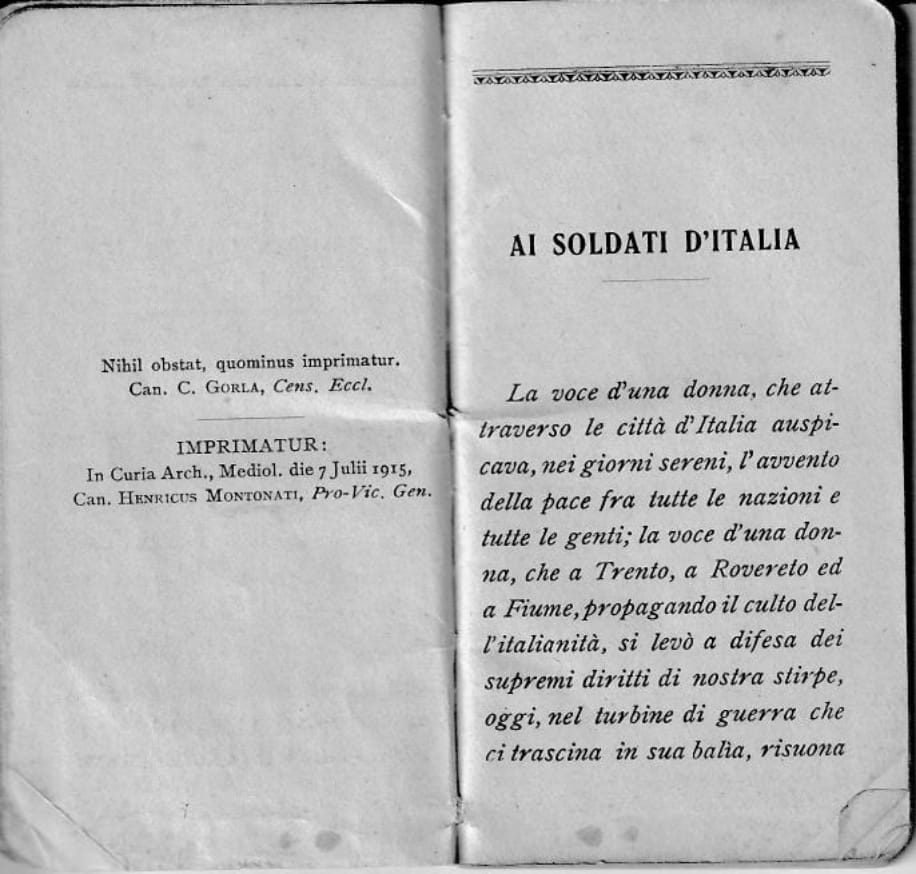 Nihil obstat, quominus imprimatur.
Can. C. GORLA, Cens. Eccl.
IMPRIMATUR:
In Curia Arch., Mediol. die 7 Julii 1915,
Can. HENRICUS MONTONATI, Pro-Vic. Gen.
AI SOLDATI D'ITALIA
La voce d'una donna, che at-
traverso le città d'Italia auspi-
cava, nei giorni sereni, l'avvento
della pace fra tutte le nazioni e
tutte le genti; la voce d'una don-
na, che a Trento, a Rovereto ed
a Fiume, propagando il culto del-
l'italianità, si levò a difesa dei
supremi diritti di nostra stirpe,
oggi, nel turbine di guerra che
ci trascina in sua balìa, risuona